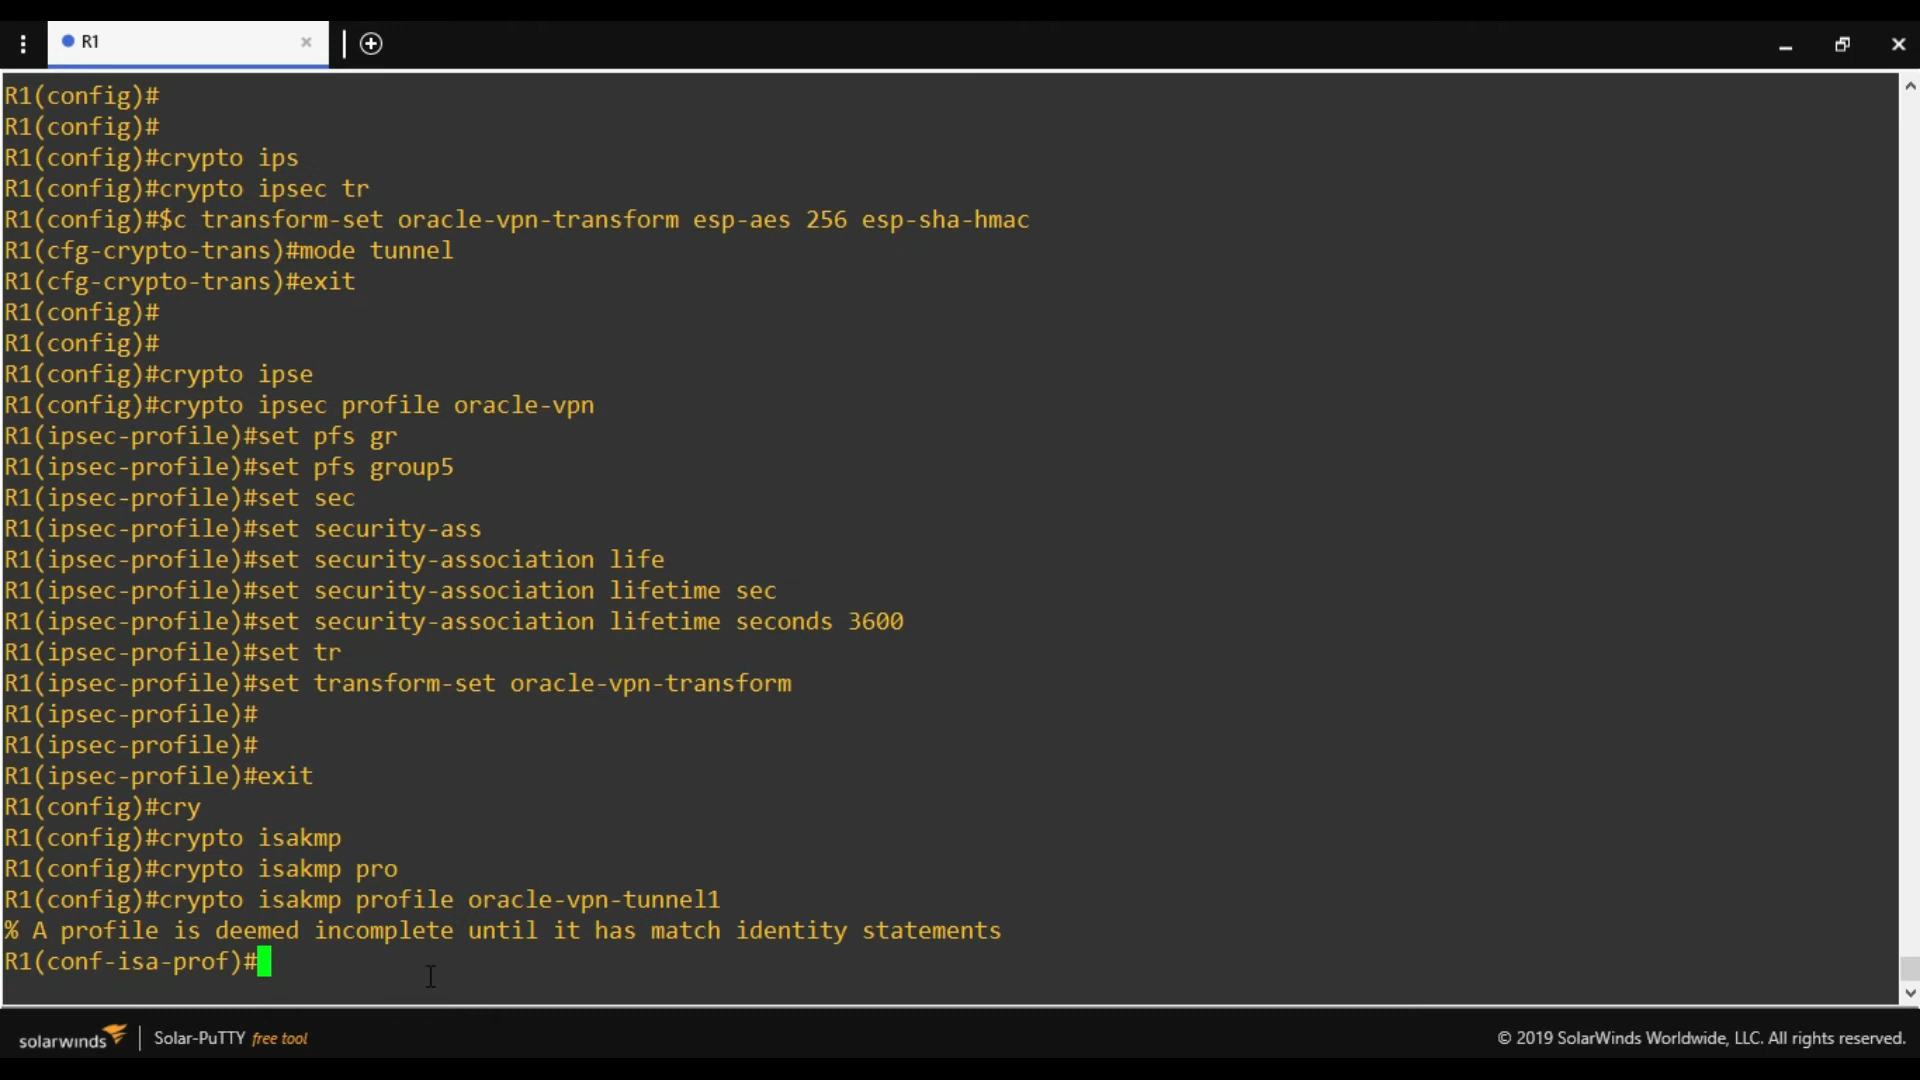 R1
R1(config)#
R1(config)#
R1(config)#crypto ips
R1(config)#crypto ipsec tr
R1(config)#$c transform-set oracle-vpn-transform esp-aes 256 esp-sha-hmac
R1(cfg-crypto-trans)#mode tunnel
R1(cfg-crypto-trans)#exit
R1(config)#
R1(config)#
R1(config)#crypto ipse
R1(config)#crypto ipsec profile oracle-vpn
R1(ipsec-profile)#set pfs gr
R1(ipsec-profile)#set pfs group5
R1(ipsec-profile)#set sec
R1(ipsec-profile)#set security-ass
R1(ipsec-profile)#set security-association life
R1(ipsec-profile)#set security-association lifetime sec
R1(ipsec-profile)#set security-association lifetime seconds 3600
R1(ipsec-profile)#set tr
R1(ipsec-profile)#set transform-set oracle-vpn-transform
R1(ipsec-profile)#
R1(ipsec-profile)#
R1(ipsec-profile)#exit
R1(config)#cry
R1(config)#crypto isakmp
R1(config)#crypto isakmp pro
R1(config)#crypto isakmp profile oracle-vpn-tunnel1
% A profile is deemed incomplete until it has match identity statements
R1(conf-isa-prof)#
solarwinds Solar-PuTTY free tool © 2019 SolarWinds Worldwide, LLC. All rights reserved.